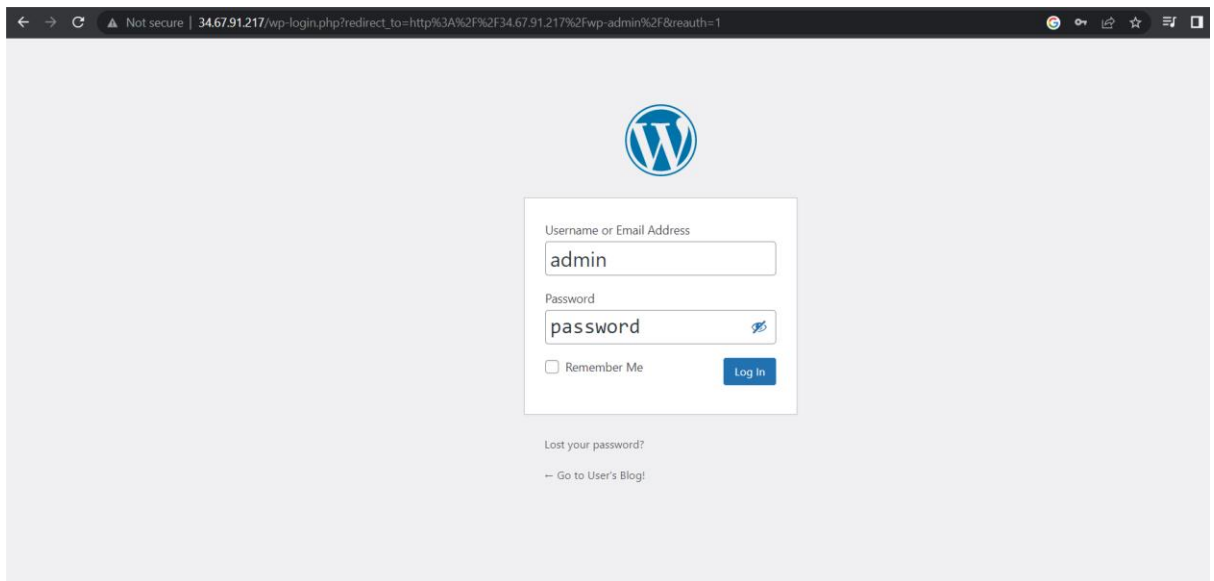 Not secure | 34.67.91.217/wp-login.php?redirect_to=http%3A%2F%2F34.67.91.217%2Fwp-admin%2F&reauth=1
Username or Email Address
admin
Password
password
Remember Me
Log In
Lost your password?
← Go to User's Blog!